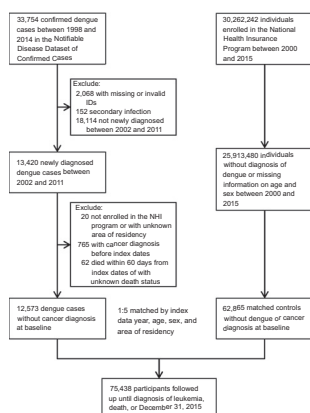 33,754 confirmed dengue
cases between 1998 and
2014 in the Notifiable
Disease Dataset of
Confirmed Cases
30,262,242 individuals
enrolled in the National
Health Insurance
Program between 2000
and 2015
Exclude:
2,068 with missing or invalid
IDs
152 secondary infection
18,114 not newly diagnosed
between 2002 and 2011
13,420 newly diagnosed
dengue cases between
2002 and 2011
25,913,480 individuals
without diagnosis of
dengue or missing
information on age and
sex between 2000 and
2015
Exclude:
20 not enrolled in the NHI
program or with unknown
area of residency
765 with cancer diagnosis
before index dates
62 died within 60 days from
index dates of with
unknown death status
12,573 dengue cases
without cancer diagnosis
at baseline
1:5 matched by index
data year, age, sex, and
area of residency
62,865 matched controls
without dengue or cancer
diagnosis at baseline
75,438 participants followed
up until diagnosis of leukemia,
death, or December 31, 2015